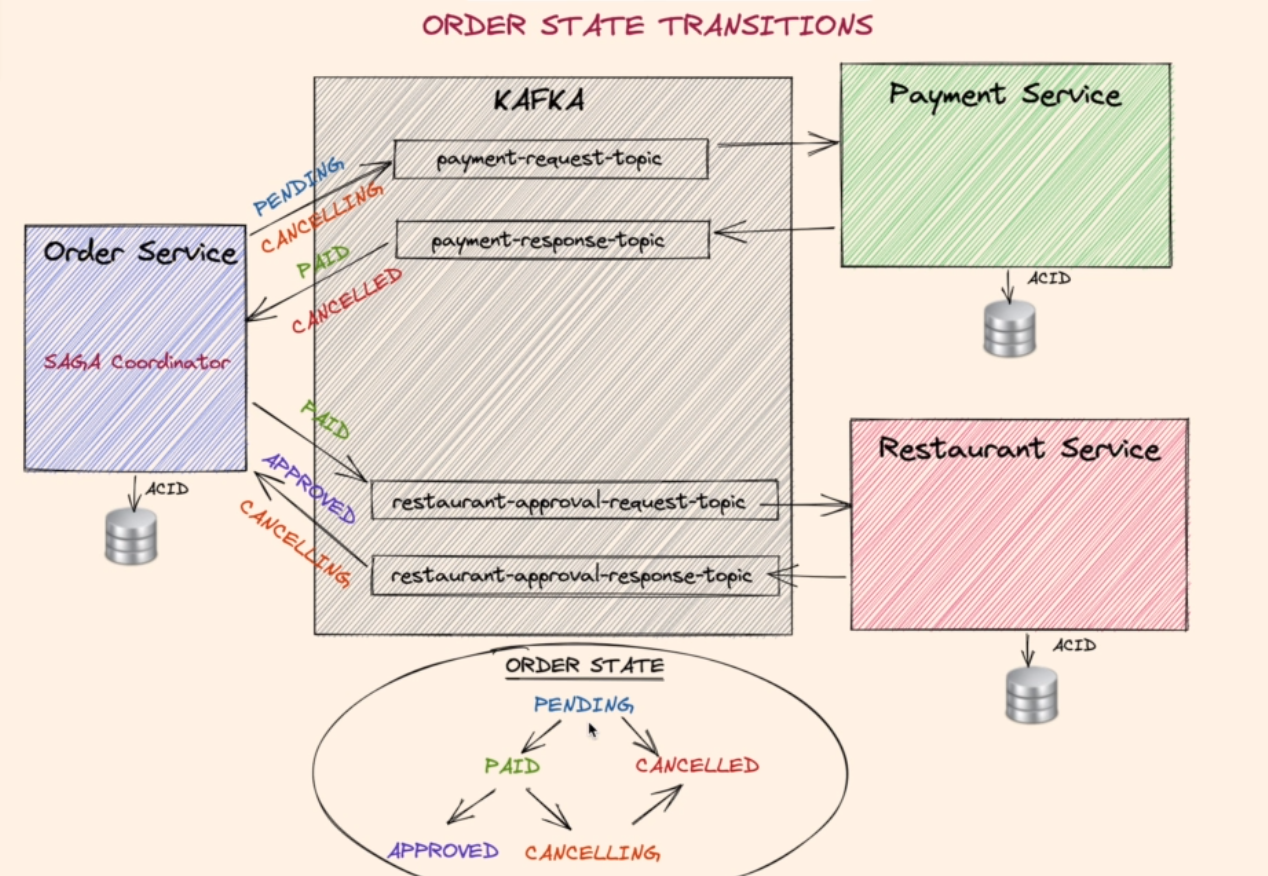 ORDER STATE TRANSITIONS
KAFKA
Payment Service
payment-request-topic
PENDING
CANCELLING
Order Service
payment-response-topic
PAID
CANCELLED
ACID
SAGA Coordinator
PAID
Restaurant Service
APPROVED
CANCELLING
ACID
restaurant-approval-request-topic
restaurant-approval-response-topic
ACID
ORDER STATE
PENDING
PAID
CANCELLED
APPROVED
CANCELLING